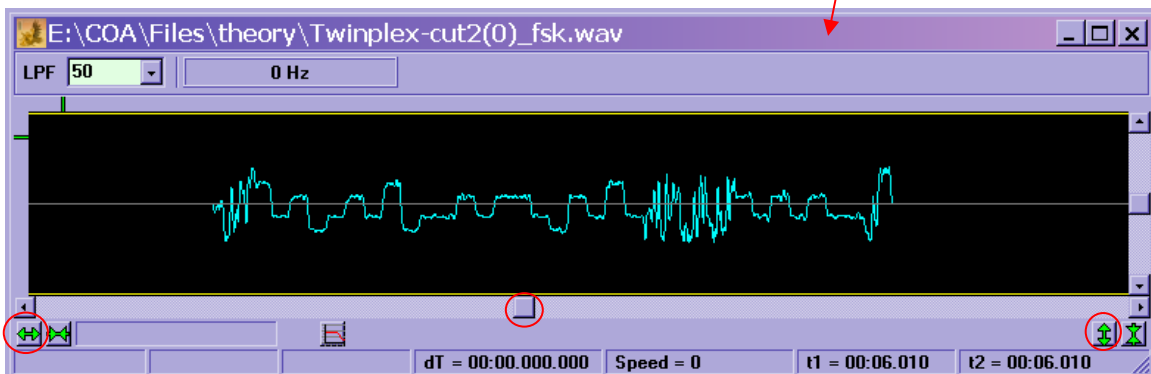 E:\COA\Files\theory\Twinplex-cut2(0)_fsk.wav
LPF 50 0 Hz
dT = 00:00.000.000 Speed = 0 t1 = 00:06.010 t2 = 00:06.010